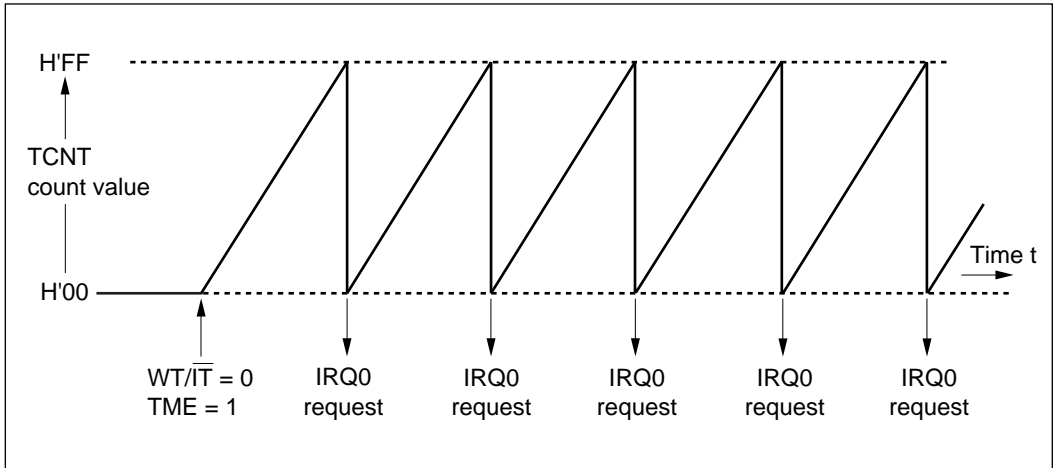 H'FF
TCNT
count value
Time t
H'00
WT/I̅T̅ = 0
TME = 1
IRQ0
request
IRQ0
request
IRQ0
request
IRQ0
request
IRQ0
request